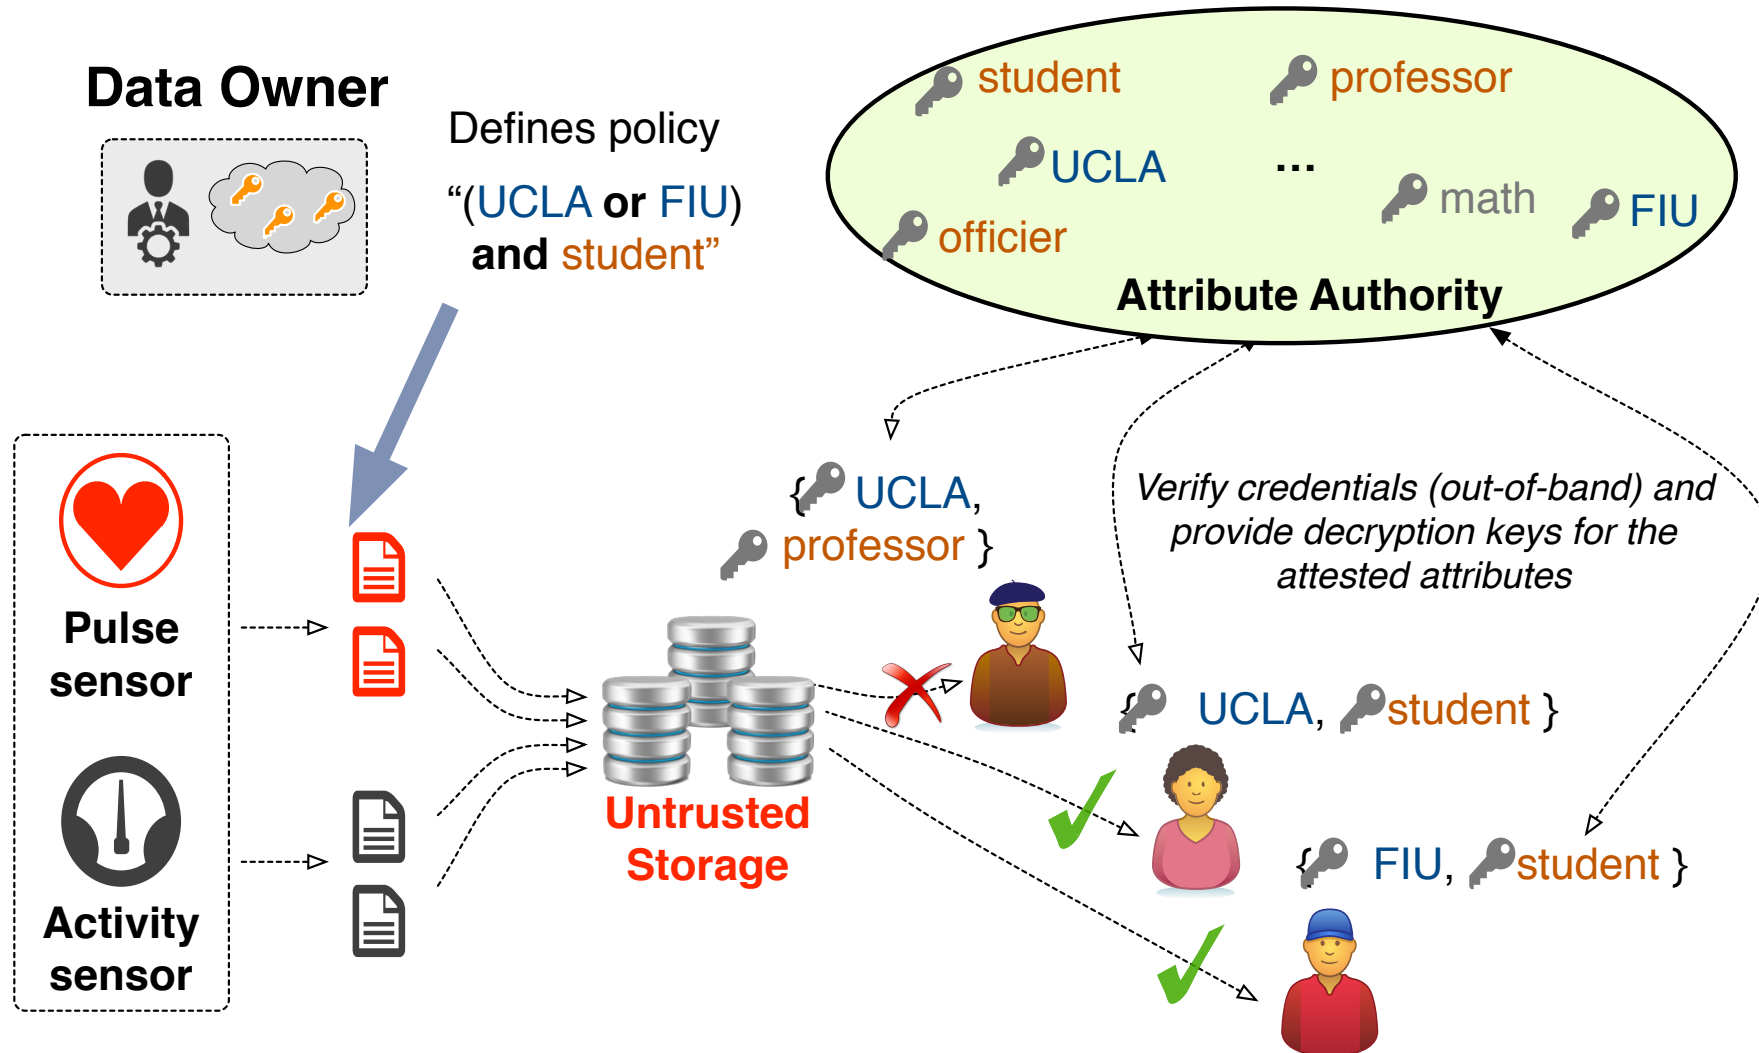 Data Owner
Defines policy
“(UCLA or FIU)
and student”
student
professor
UCLA
...
math
FIU
officier
Attribute Authority
{ UCLA,
professor }
Verify credentials (out-of-band) and
provide decryption keys for the
attested attributes
Pulse
sensor
{ UCLA, student }
Untrusted
Storage
{ FIU, student }
Activity
sensor